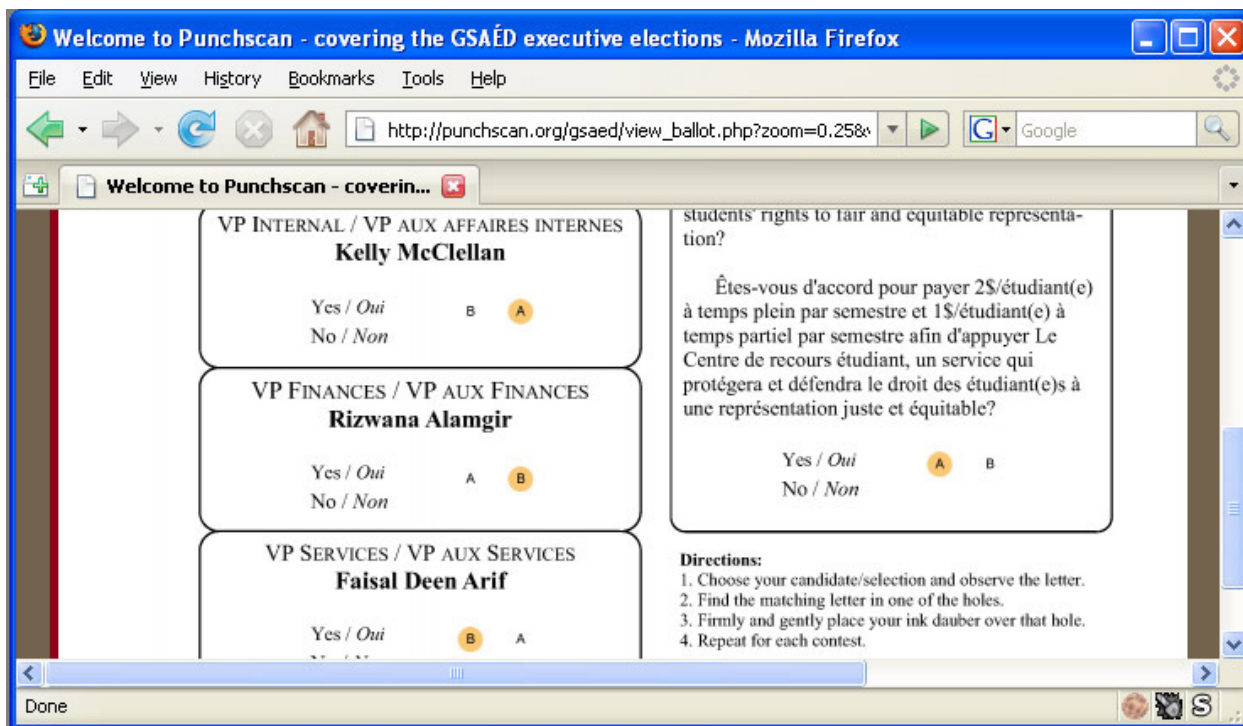 Welcome to Punchscan - covering the GSAÉD executive elections - Mozilla Firefox
File Edit View History Bookmarks Tools Help
http://punchscan.org/gsaed/view_ballot.php?zoom=0.25&
G Google
Welcome to Punchscan - coverin...
VP INTERNAL / VP AUX AFFAIRES INTERNES
Kelly McClellan
Yes / Oui B A
No / Non
VP FINANCES / VP AUX FINANCES
Rizwana Alamgir
Yes / Oui A B
No / Non
VP SERVICES / VP AUX SERVICES
Faisal Deen Arif
Yes / Oui B A
students' rights to fair and equitable representa-
tion?
Êtes-vous d'accord pour payer 2$/étudiant(e)
à temps plein par semestre et 1$/étudiant(e) à
temps partiel par semestre afin d'appuyer Le
Centre de recours étudiant, un service qui
protégera et défendra le droit des étudiant(e)s à
une représentation juste et équitable?
Yes / Oui A B
No / Non
Directions:
1. Choose your candidate/selection and observe the letter.
2. Find the matching letter in one of the holes.
3. Firmly and gently place your ink dauber over that hole.
4. Repeat for each contest.
Done
S